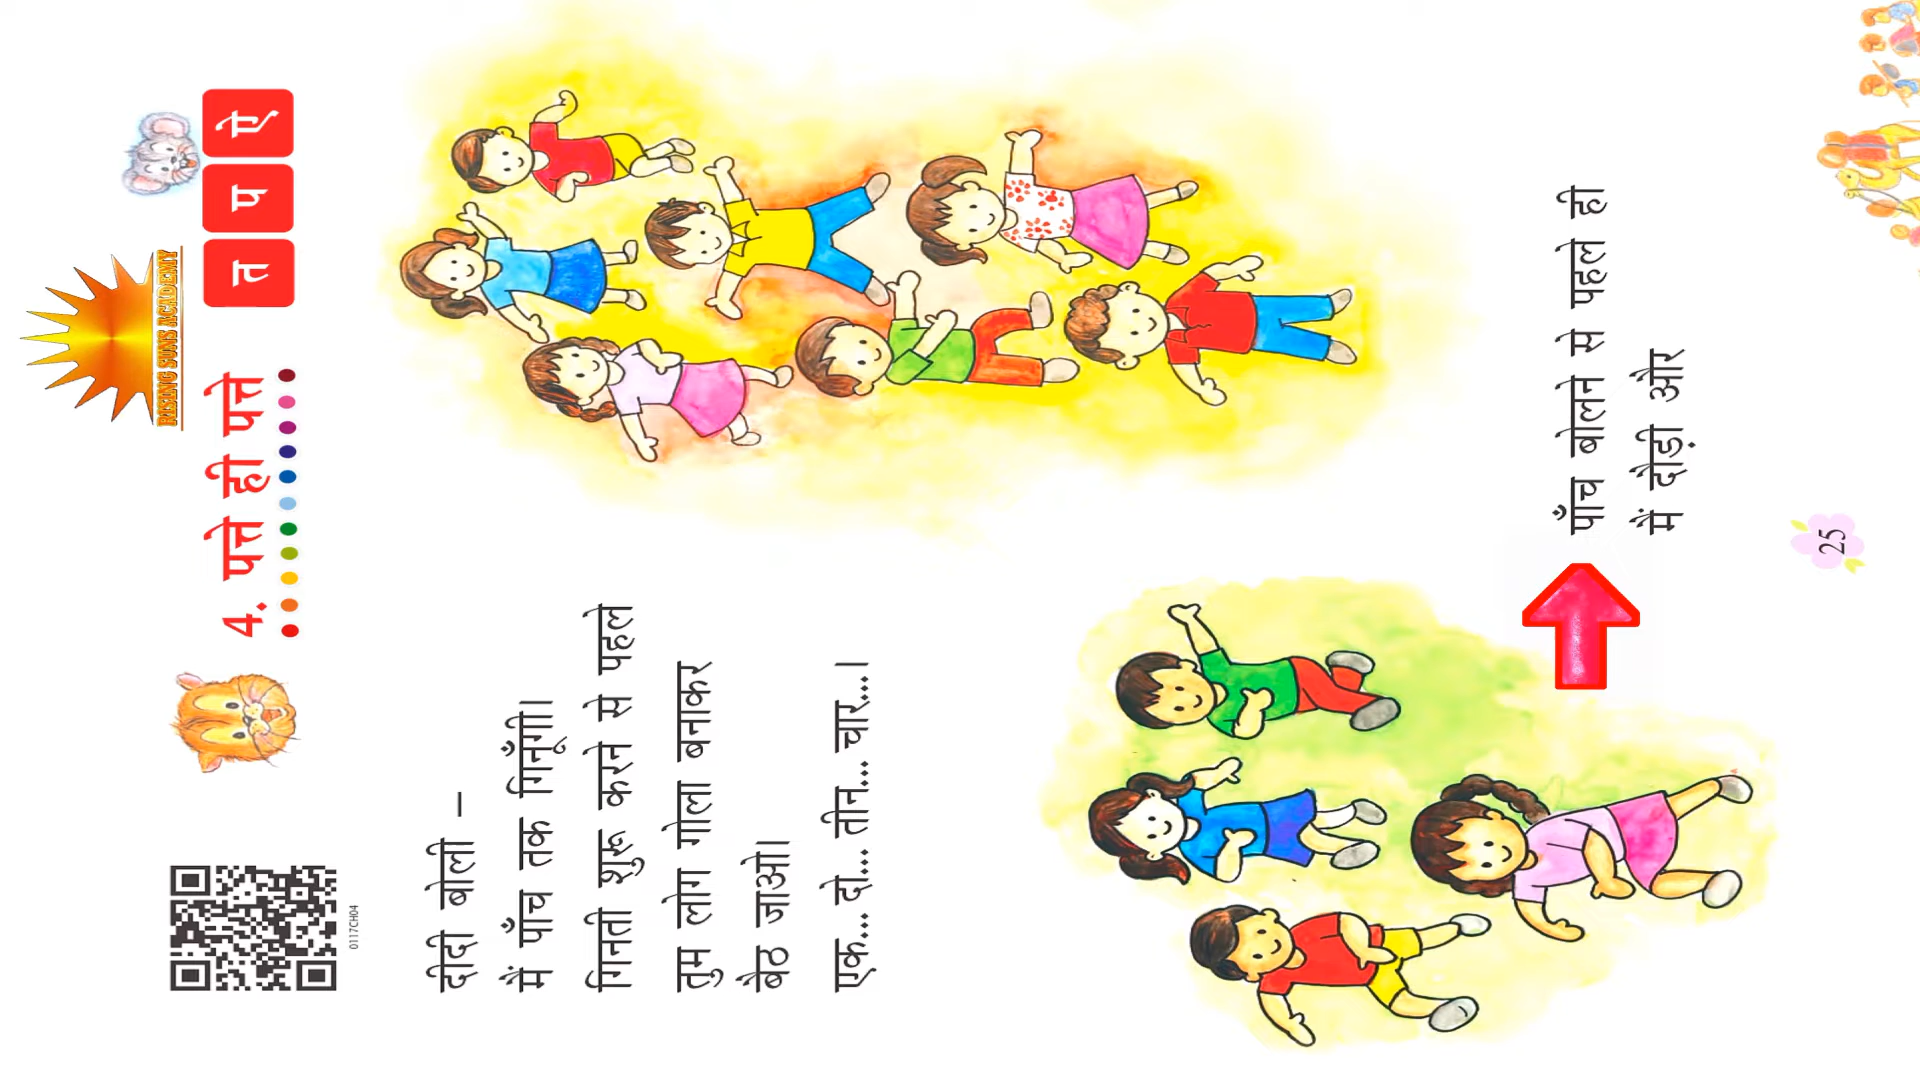 0117CH04
4. पत्ते ही पत्ते
त प ए
RISING SUNS ACADEMY
दीदी बोली –
मैं पाँच तक गिनूँगी।
गिनती शुरू करने से पहले
तुम लोग गोला बनाकर
बैठ जाओ।
एक... दो... तीन... चार...।
पाँच बोलने से पहले ही
मैं दौड़ी और
25